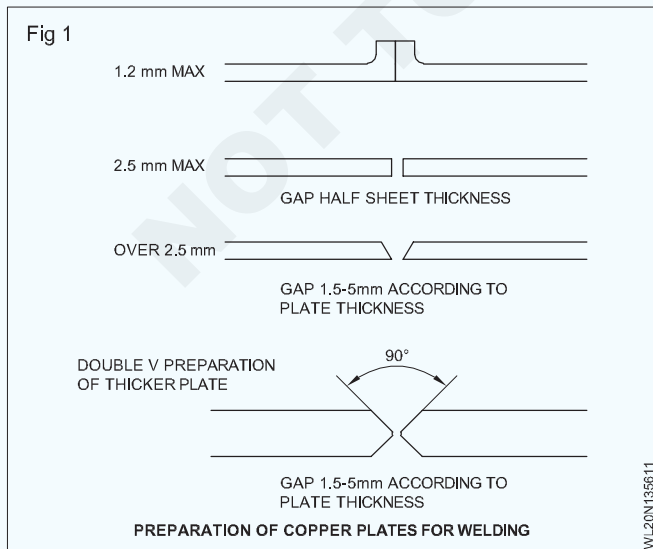 Fig 1
1.2 mm MAX
2.5 mm MAX
GAP HALF SHEET THICKNESS
OVER 2.5 mm
GAP 1.5-5mm ACCORDING TO
PLATE THICKNESS
DOUBLE V PREPARATION
OF THICKER PLATE
90°
GAP 1.5-5mm ACCORDING TO
PLATE THICKNESS
PREPARATION OF COPPER PLATES FOR WELDING
WL20N135611
NOT TO